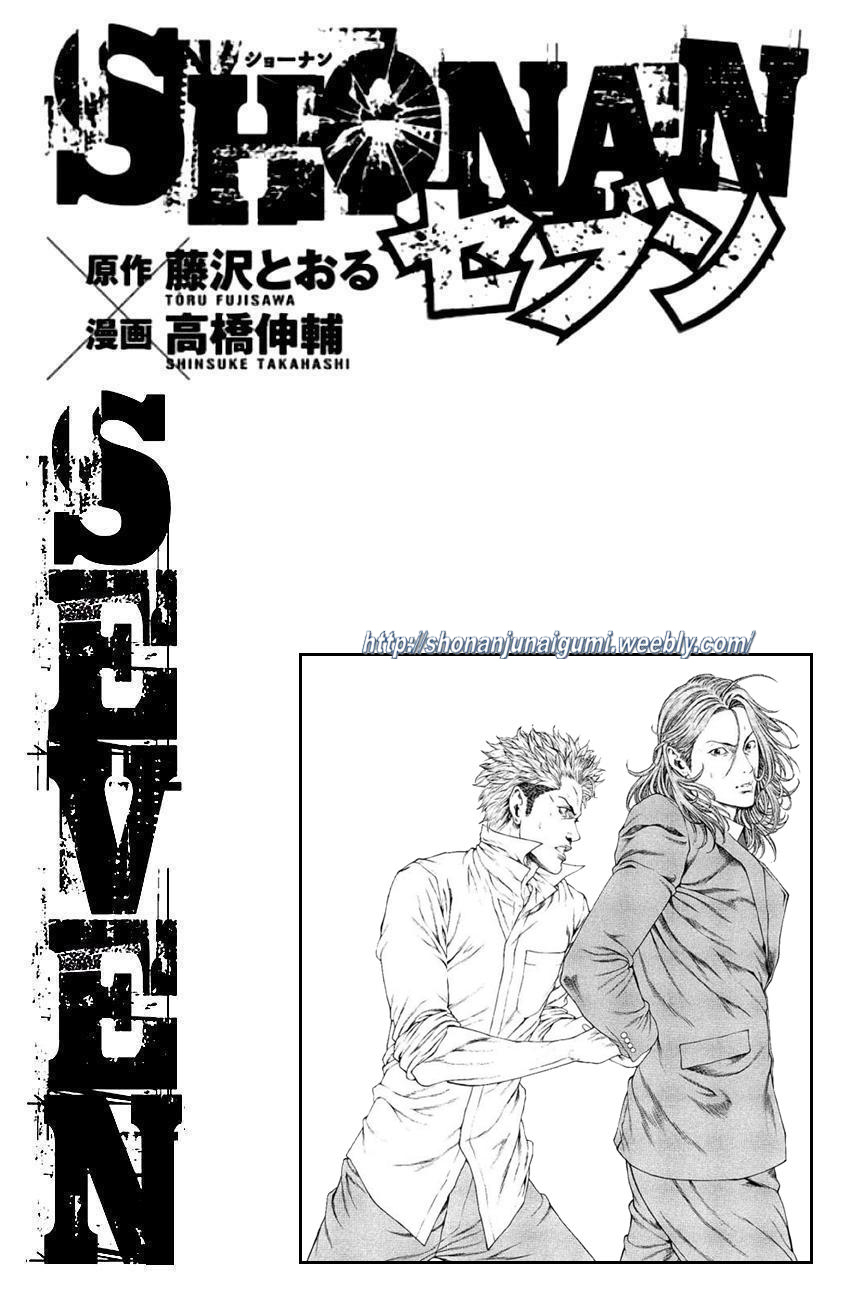 ショーナン
SHONAN
セブン
原作 藤沢とおる
TŌRU FUJISAWA
漫画 高橋伸輔
SHINSUKE TAKAHASHI
SEVEN
http://shonanjunaigumi.weebly.com/